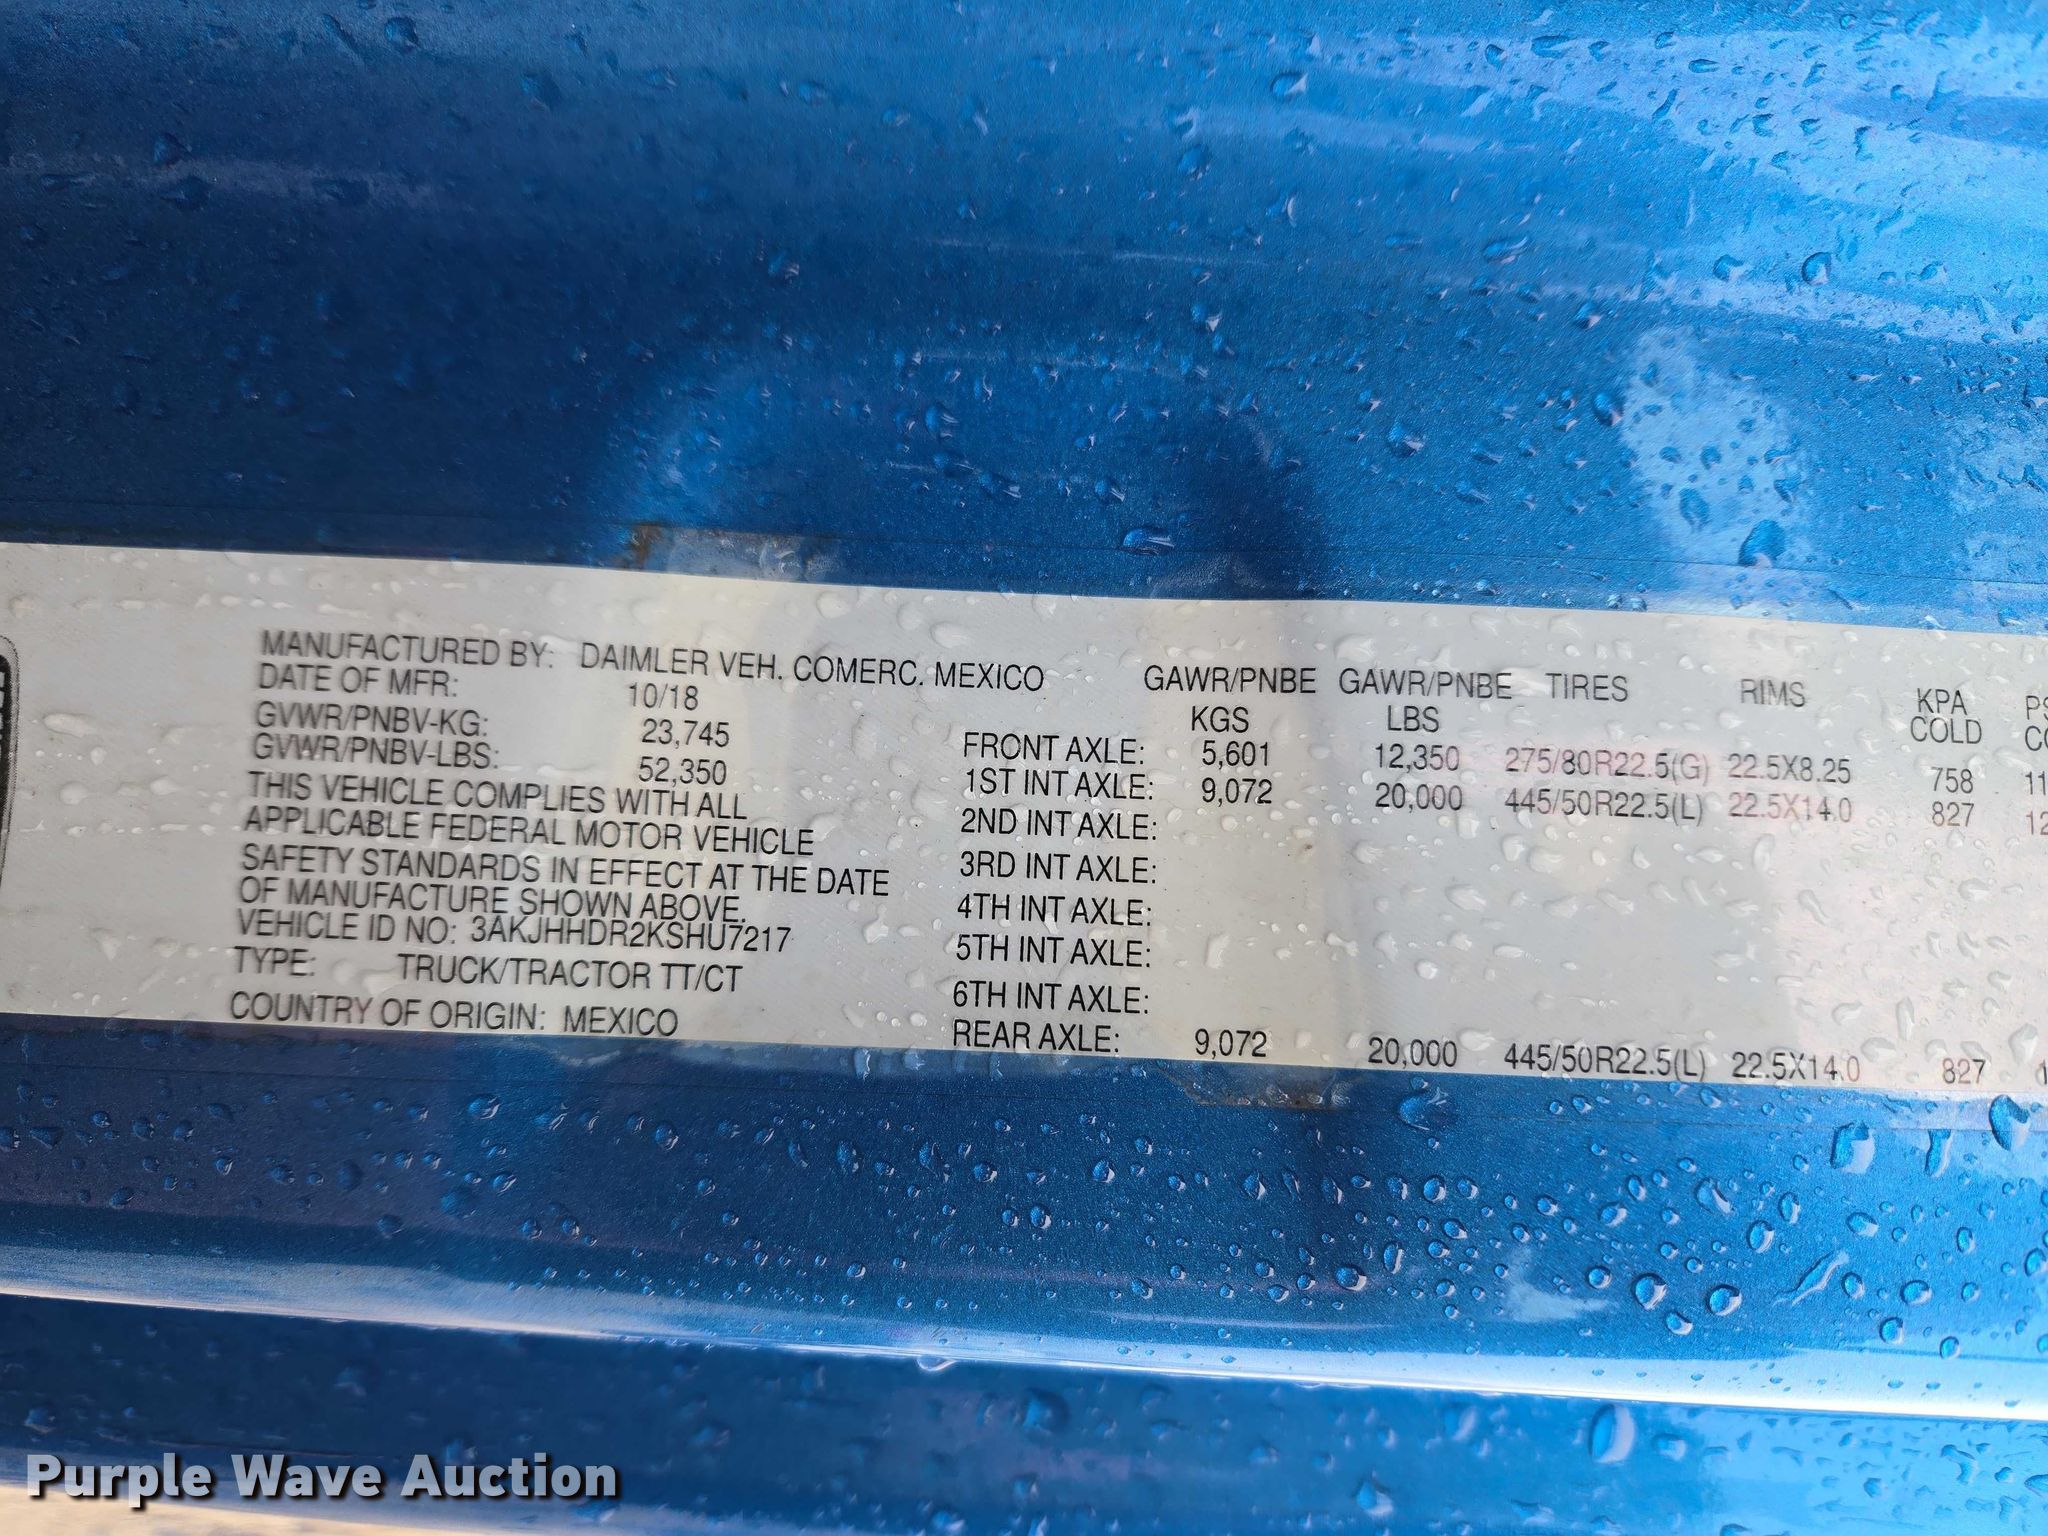 MANUFACTURED BY: DAIMLER VEH. COMERC. MEXICO
DATE OF MFR: 10/18
GVWR/PNBV-KG: 23,745
GVWR/PNBV-LBS: 52,350
THIS VEHICLE COMPLIES WITH ALL
APPLICABLE FEDERAL MOTOR VEHICLE
SAFETY STANDARDS IN EFFECT AT THE DATE
OF MANUFACTURE SHOWN ABOVE.
VEHICLE ID NO: 3AKJHHDR2KSHU7217
TYPE: TRUCK/TRACTOR TT/CT
COUNTRY OF ORIGIN: MEXICO
GAWR/PNBE GAWR/PNBE TIRES RIMS KPA
KGS LBS COLD
FRONT AXLE: 5,601 12,350 275/80R22.5(G) 22.5X8.25 758
1ST INT AXLE: 9,072 20,000 445/50R22.5(L) 22.5X14.0 827
2ND INT AXLE:
3RD INT AXLE:
4TH INT AXLE:
5TH INT AXLE:
6TH INT AXLE:
REAR AXLE: 9,072 20,000 445/50R22.5(L) 22.5X14.0 827
Purple Wave Auction